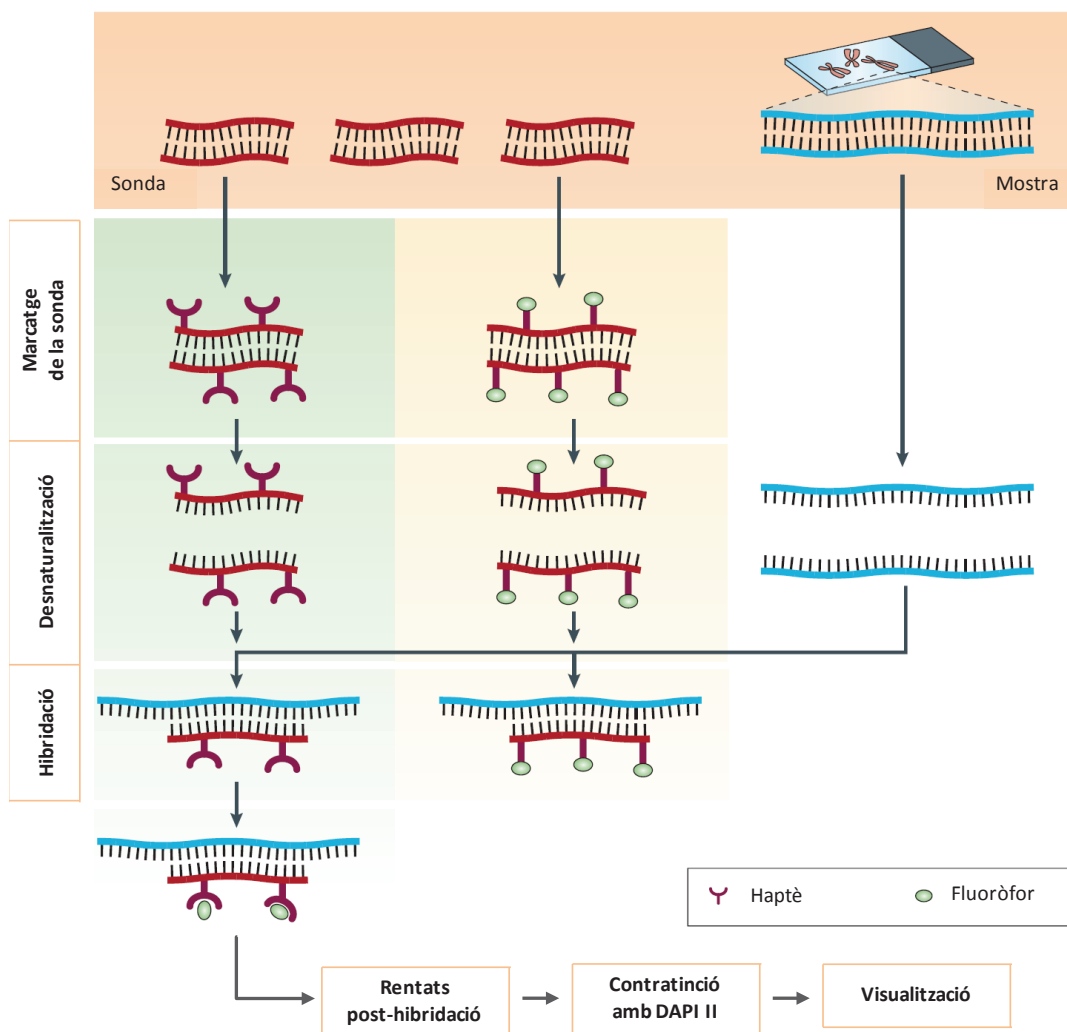 Sonda
Mostra
Marcatge
de la sonda
Desnaturalització
Hibridació
Haptè
Fluoròfor
Rentats
post-hibridació
Contratinció
amb DAPI II
Visualització